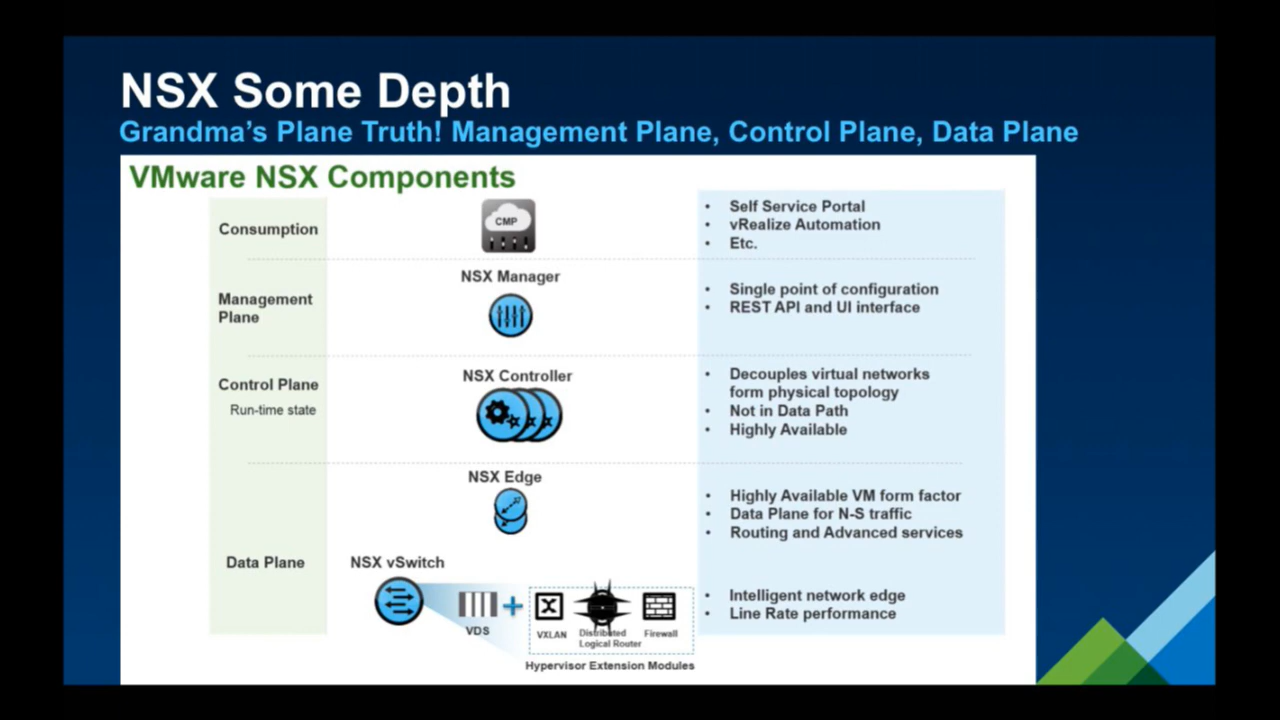 NSX Some Depth
Grandma's Plane Truth! Management Plane, Control Plane, Data Plane
VMware NSX Components
Consumption
CMP
• Self Service Portal
• vRealize Automation
• Etc.
Management
Plane
NSX Manager
• Single point of configuration
• REST API and UI interface
Control Plane
Run-time state
NSX Controller
• Decouples virtual networks
form physical topology
• Not in Data Path
• Highly Available
Data Plane
NSX Edge
• Highly Available VM form factor
• Data Plane for N-S traffic
• Routing and Advanced services
NSX vSwitch
VDS
VXLAN
Distributed
Logical Router
Firewall
Hypervisor Extension Modules
• Intelligent network edge
• Line Rate performance